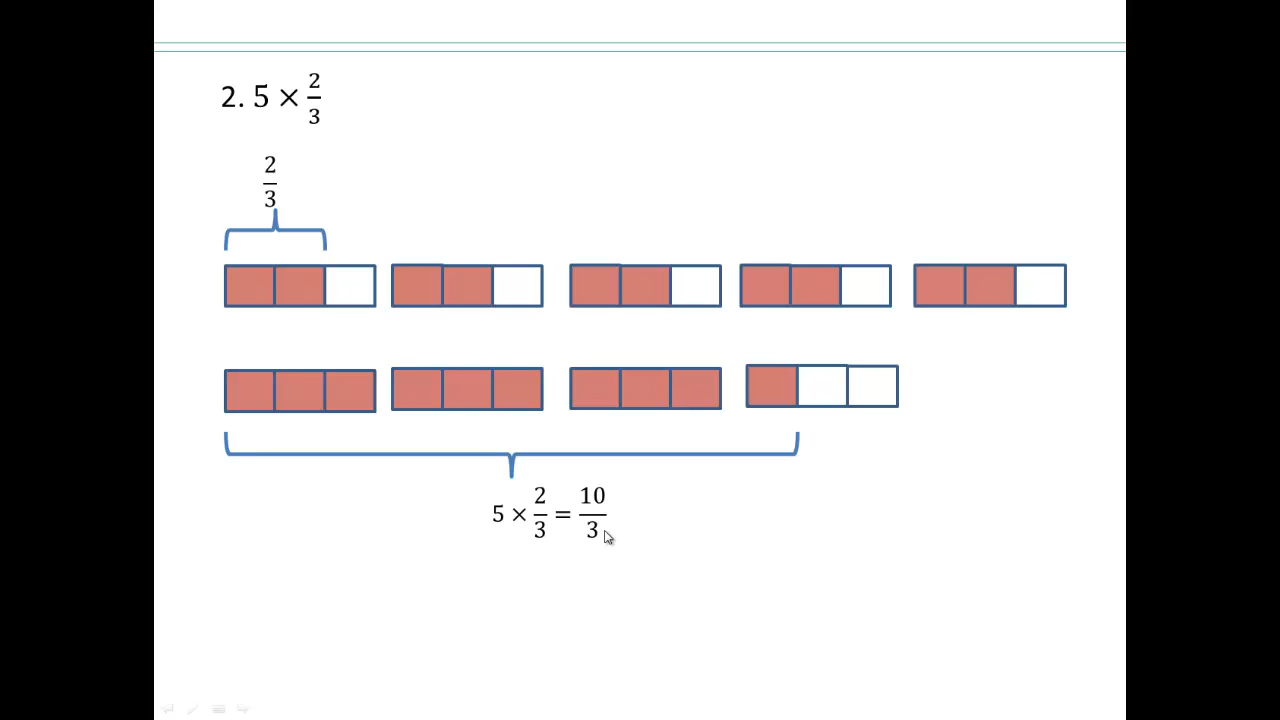 2. 5 × 2/3
2/3
5 × 2/3 = 10/3